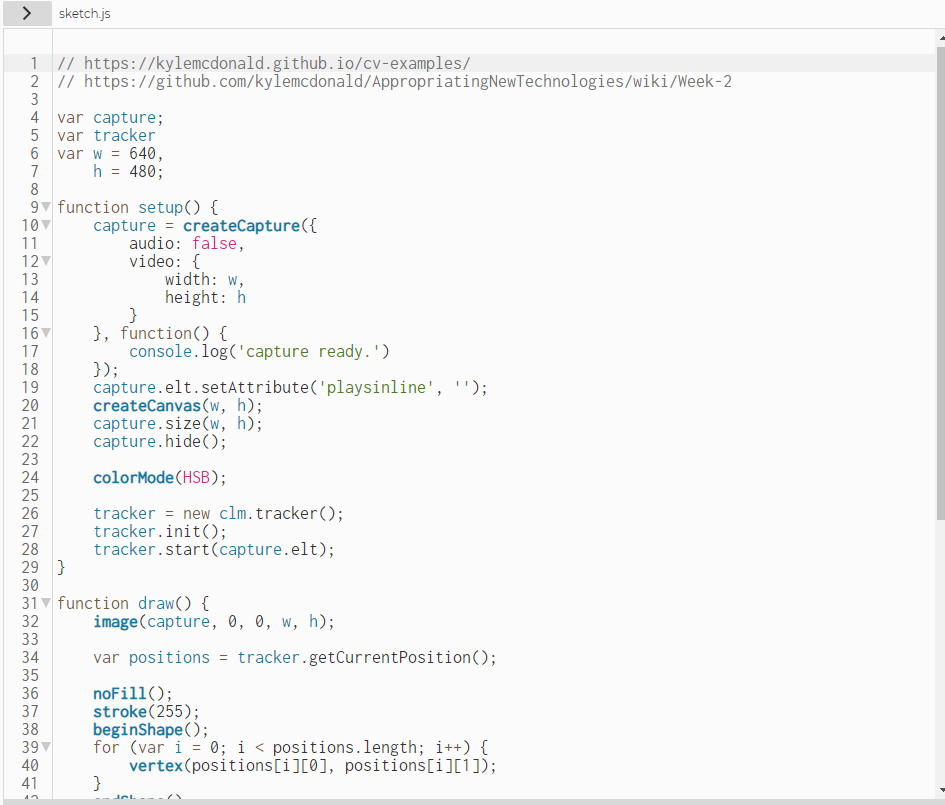 sketch.js
1 // https://kylemcdonald.github.io/cv-examples/
2 // https://github.com/kylemcdonald/AppropriatingNewTechnologies/wiki/Week-2
3
4 var capture;
5 var tracker
6 var w = 640,
7     h = 480;
8
9 function setup() {
10     capture = createCapture({
11         audio: false,
12         video: {
13             width: w,
14             height: h
15         }
16     }, function() {
17         console.log('capture ready.')
18     });
19     capture.elt.setAttribute('playsinline', '');
20     createCanvas(w, h);
21     capture.size(w, h);
22     capture.hide();
23
24     colorMode(HSB);
25
26     tracker = new clm.tracker();
27     tracker.init();
28     tracker.start(capture.elt);
29 }
30
31 function draw() {
32     image(capture, 0, 0, w, h);
33
34     var positions = tracker.getCurrentPosition();
35
36     noFill();
37     stroke(255);
38     beginShape();
39     for (var i = 0; i < positions.length; i++) {
40         vertex(positions[i][0], positions[i][1]);
41     }